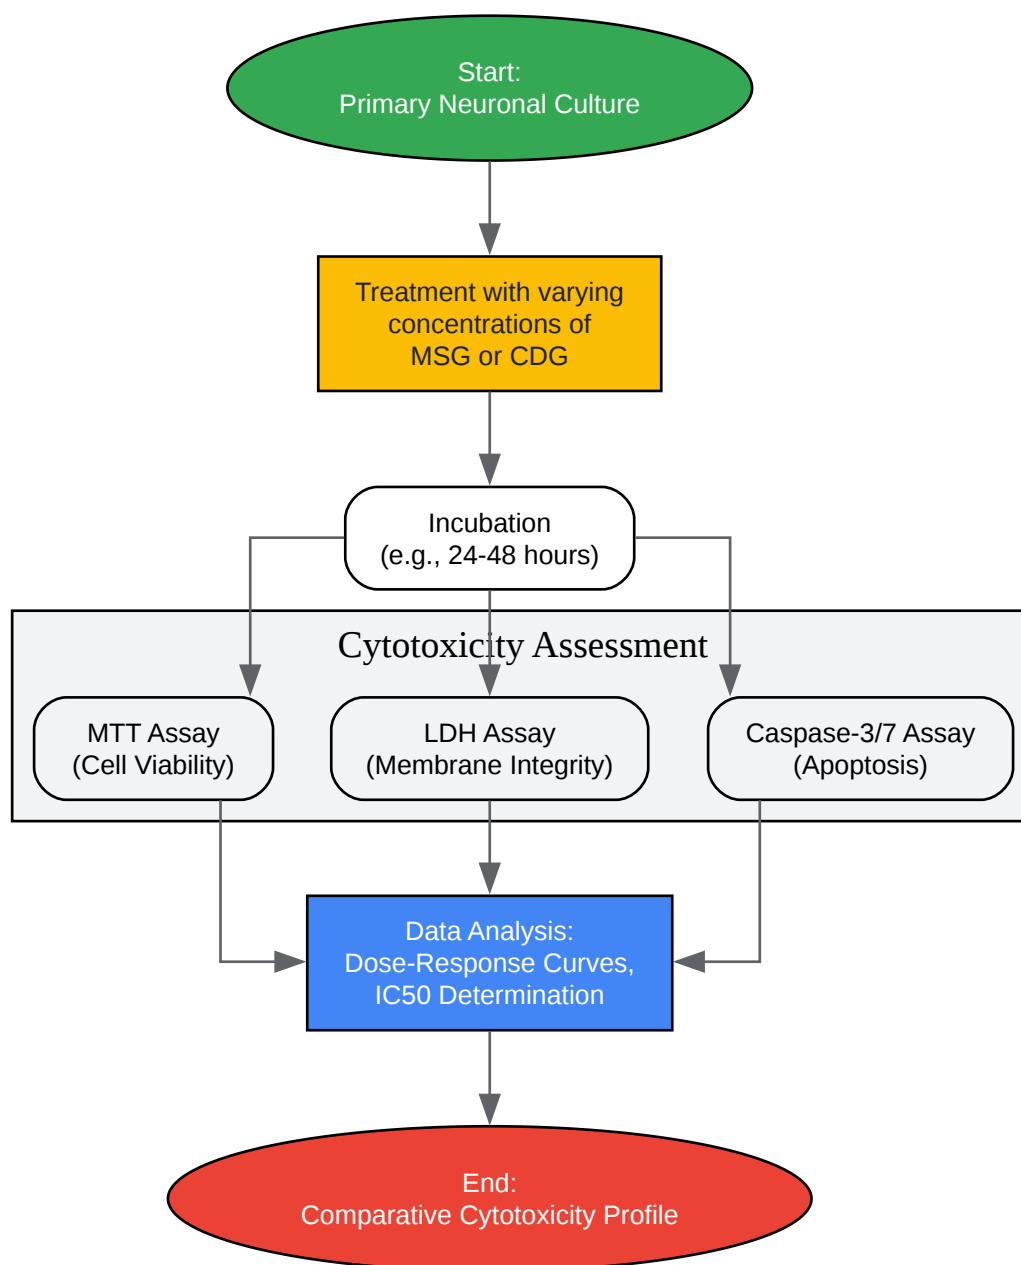 Start:
Primary Neuronal Culture
Treatment with varying
concentrations of
MSG or CDG
Incubation
(e.g., 24-48 hours)
Cytotoxicity Assessment
MTT Assay
(Cell Viability)
LDH Assay
(Membrane Integrity)
Caspase-3/7 Assay
(Apoptosis)
Data Analysis:
Dose-Response Curves,
IC50 Determination
End:
Comparative Cytotoxicity Profile